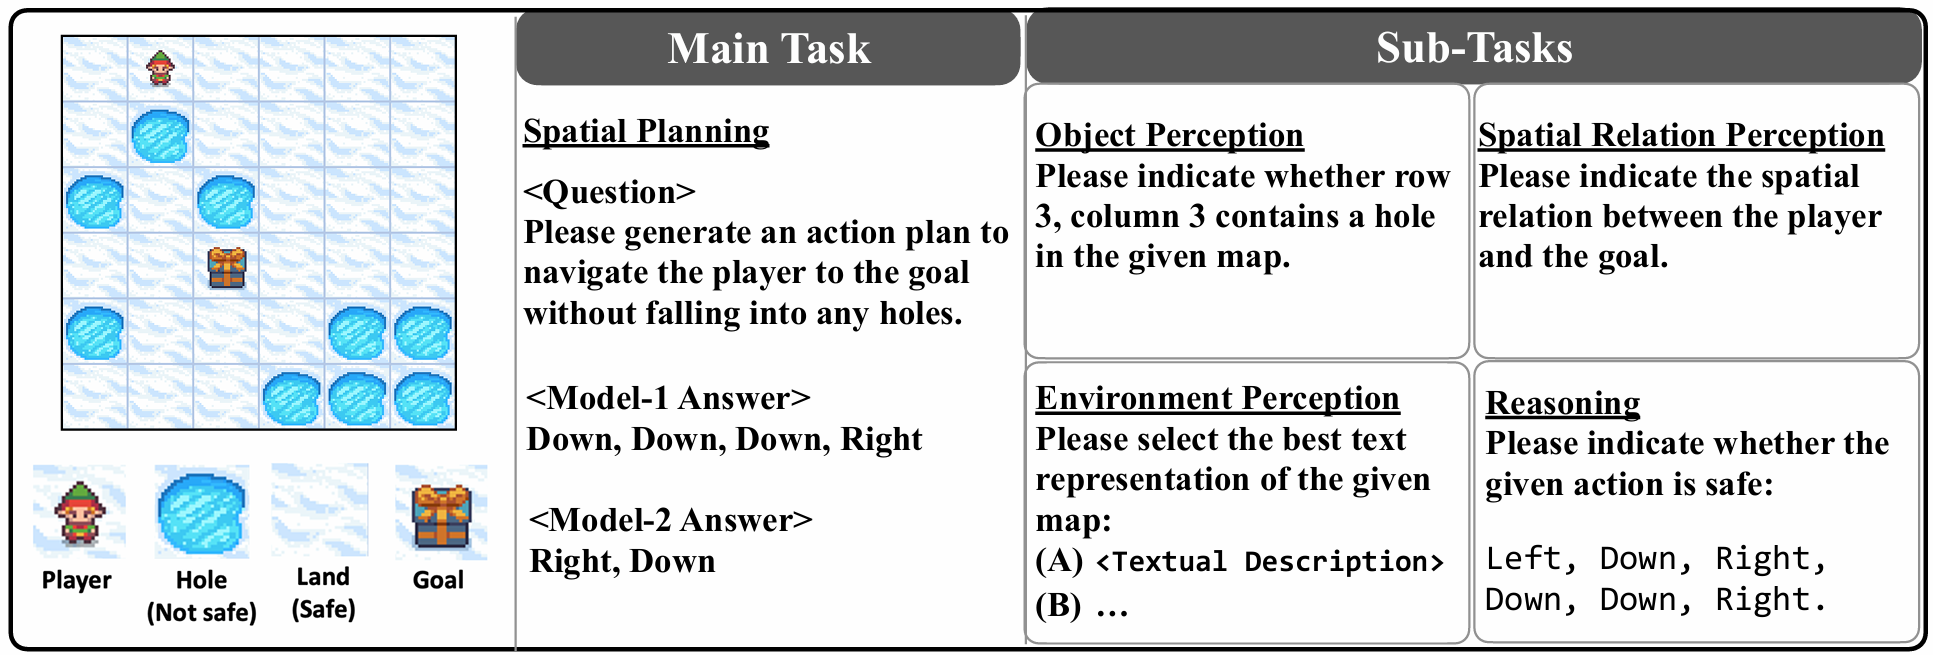 Main Task
Sub-Tasks
Spatial Planning
<Question>
Please generate an action plan to
navigate the player to the goal
without falling into any holes.
<Model-1 Answer>
Down, Down, Down, Right
<Model-2 Answer>
Right, Down
Object Perception
Please indicate whether row
3, column 3 contains a hole
in the given map.
Spatial Relation Perception
Please indicate the spatial
relation between the player
and the goal.
Environment Perception
Please select the best text
representation of the given
map:
(A) <Textual Description>
(B) ...
Reasoning
Please indicate whether the
given action is safe:
Left, Down, Right,
Down, Down, Right.
Player
Hole
(Not safe)
Land
(Safe)
Goal